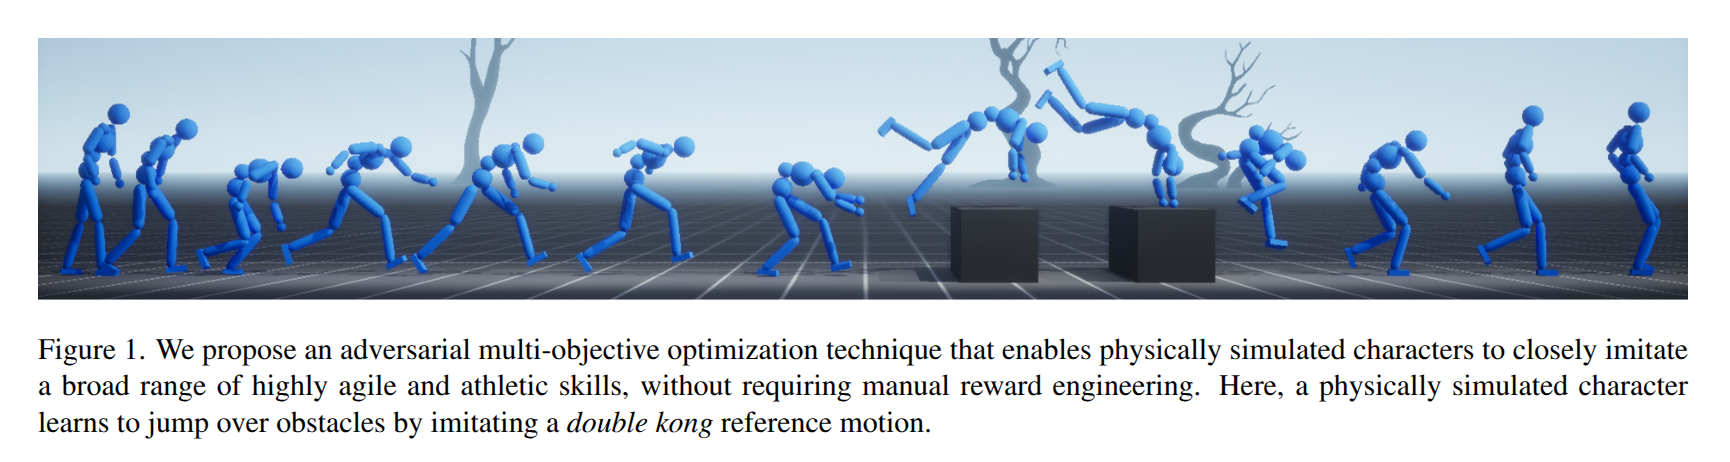 Figure 1. We propose an adversarial multi-objective optimization technique that enables physically simulated characters to closely imitate
a broad range of highly agile and athletic skills, without requiring manual reward engineering. Here, a physically simulated character
learns to jump over obstacles by imitating a double kong reference motion.